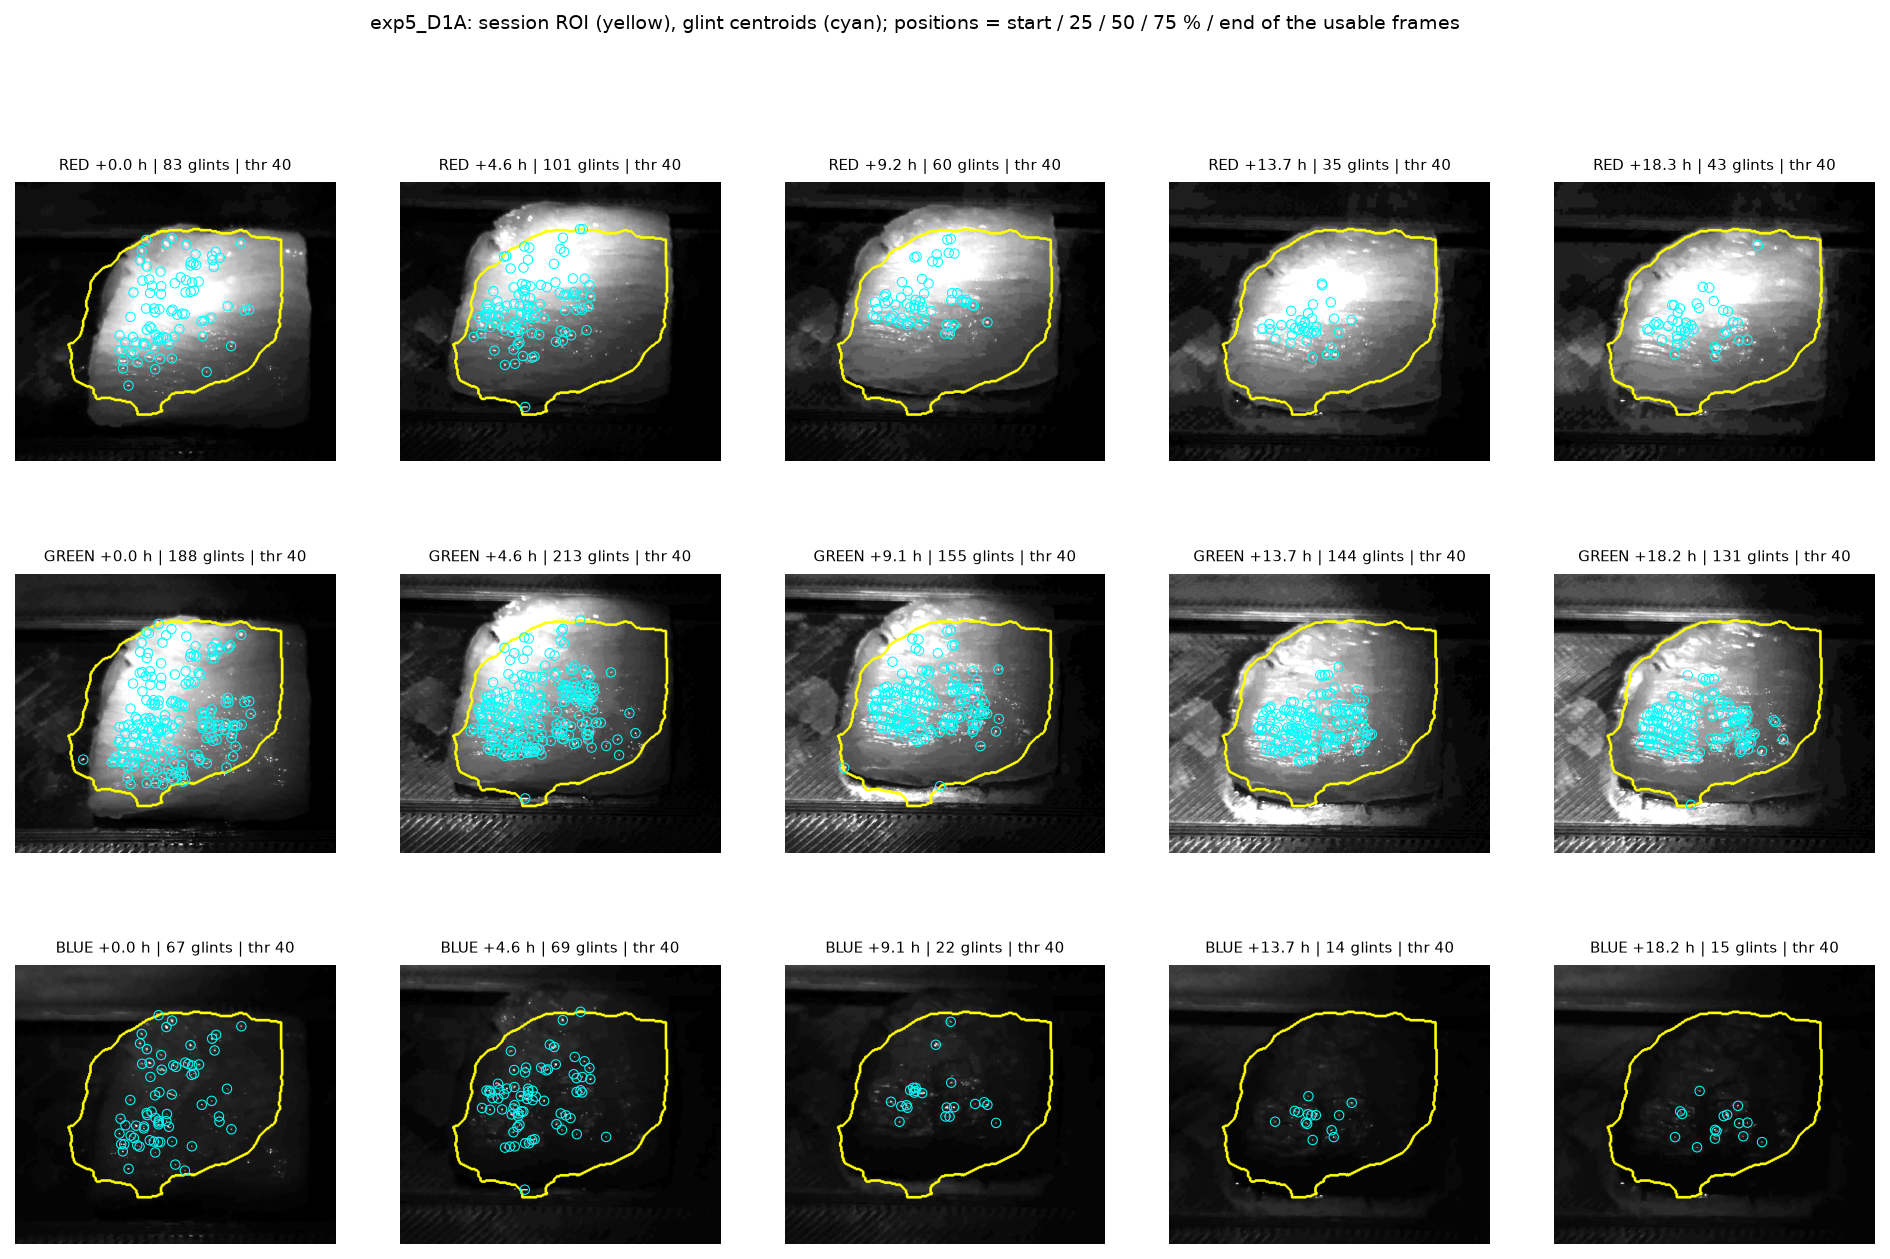 exp5_D1A: session ROI (yellow), glint centroids (cyan); positions = start / 25 / 50 / 75 % / end of the usable frames
RED +0.0 h | 83 glints | thr 40
RED +4.6 h | 101 glints | thr 40
RED +9.2 h | 60 glints | thr 40
RED +13.7 h | 35 glints | thr 40
RED +18.3 h | 43 glints | thr 40
GREEN +0.0 h | 188 glints | thr 40
GREEN +4.6 h | 213 glints | thr 40
GREEN +9.1 h | 155 glints | thr 40
GREEN +13.7 h | 144 glints | thr 40
GREEN +18.2 h | 131 glints | thr 40
BLUE +0.0 h | 67 glints | thr 40
BLUE +4.6 h | 69 glints | thr 40
BLUE +9.1 h | 22 glints | thr 40
BLUE +13.7 h | 14 glints | thr 40
BLUE +18.2 h | 15 glints | thr 40